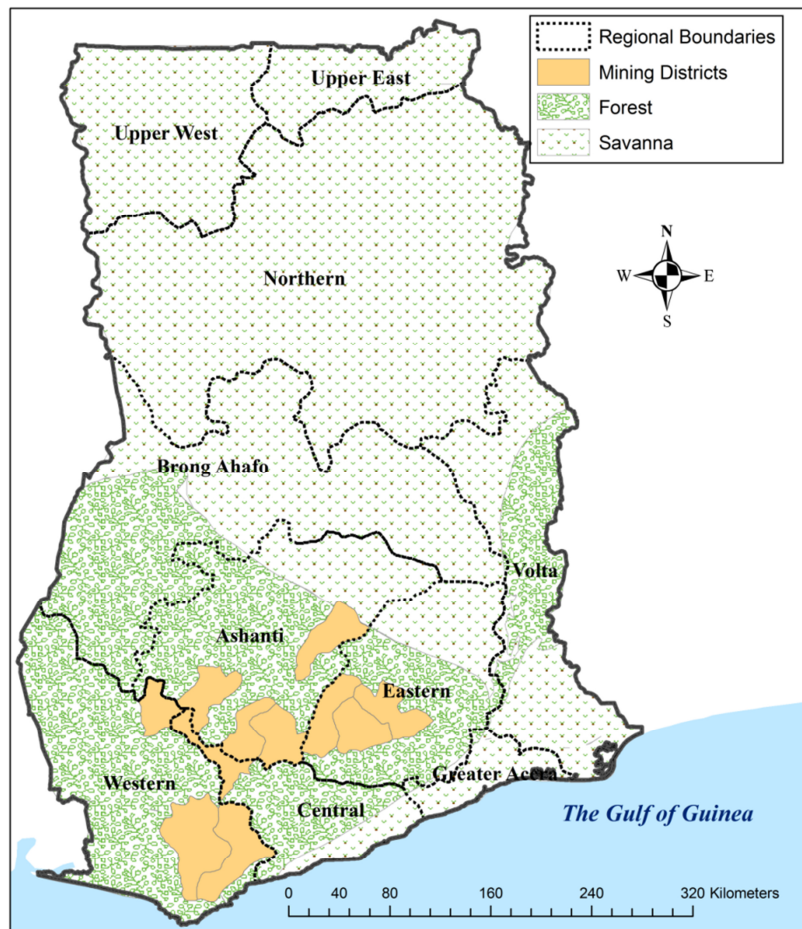 Regional Boundaries
Mining Districts
Forest
Savanna
Upper East
Upper West
N
W
E
S
Northern
Brong Ahafo
Volta
Ashanti
Eastern
Western
Greater Accra
Central
The Gulf of Guinea
0 40 80 160 240 320 Kilometers